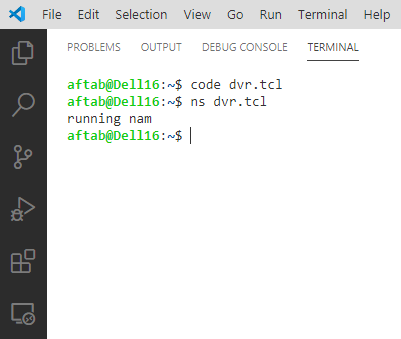 File Edit Selection View Go Run Terminal Help
PROBLEMS OUTPUT DEBUG CONSOLE TERMINAL
aftab@Dell16:~$ code dvr.tcl
aftab@Dell16:~$ ns dvr.tcl
running nam
aftab@Dell16:~$